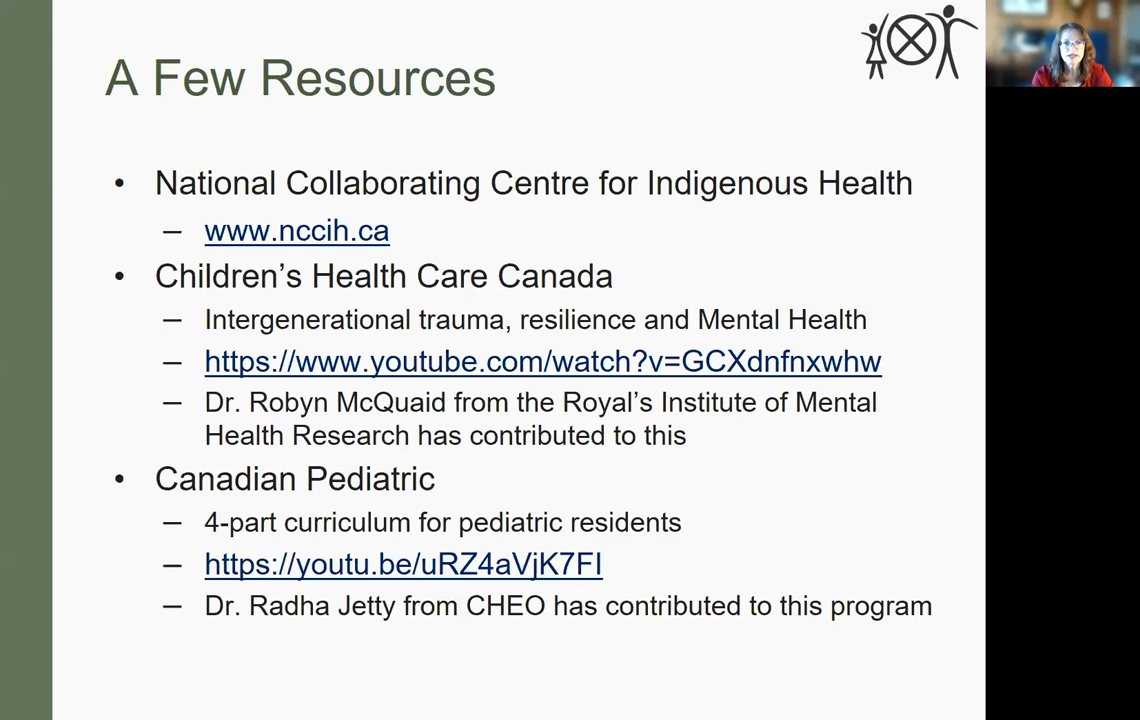 A Few Resources
• National Collaborating Centre for Indigenous Health
– www.nccih.ca
• Children’s Health Care Canada
– Intergenerational trauma, resilience and Mental Health
– https://www.youtube.com/watch?v=GCXdnfnxwhw
– Dr. Robyn McQuaid from the Royal’s Institute of Mental
Health Research has contributed to this
• Canadian Pediatric
– 4-part curriculum for pediatric residents
– https://youtu.be/uRZ4aVjK7FI
– Dr. Radha Jetty from CHEO has contributed to this program